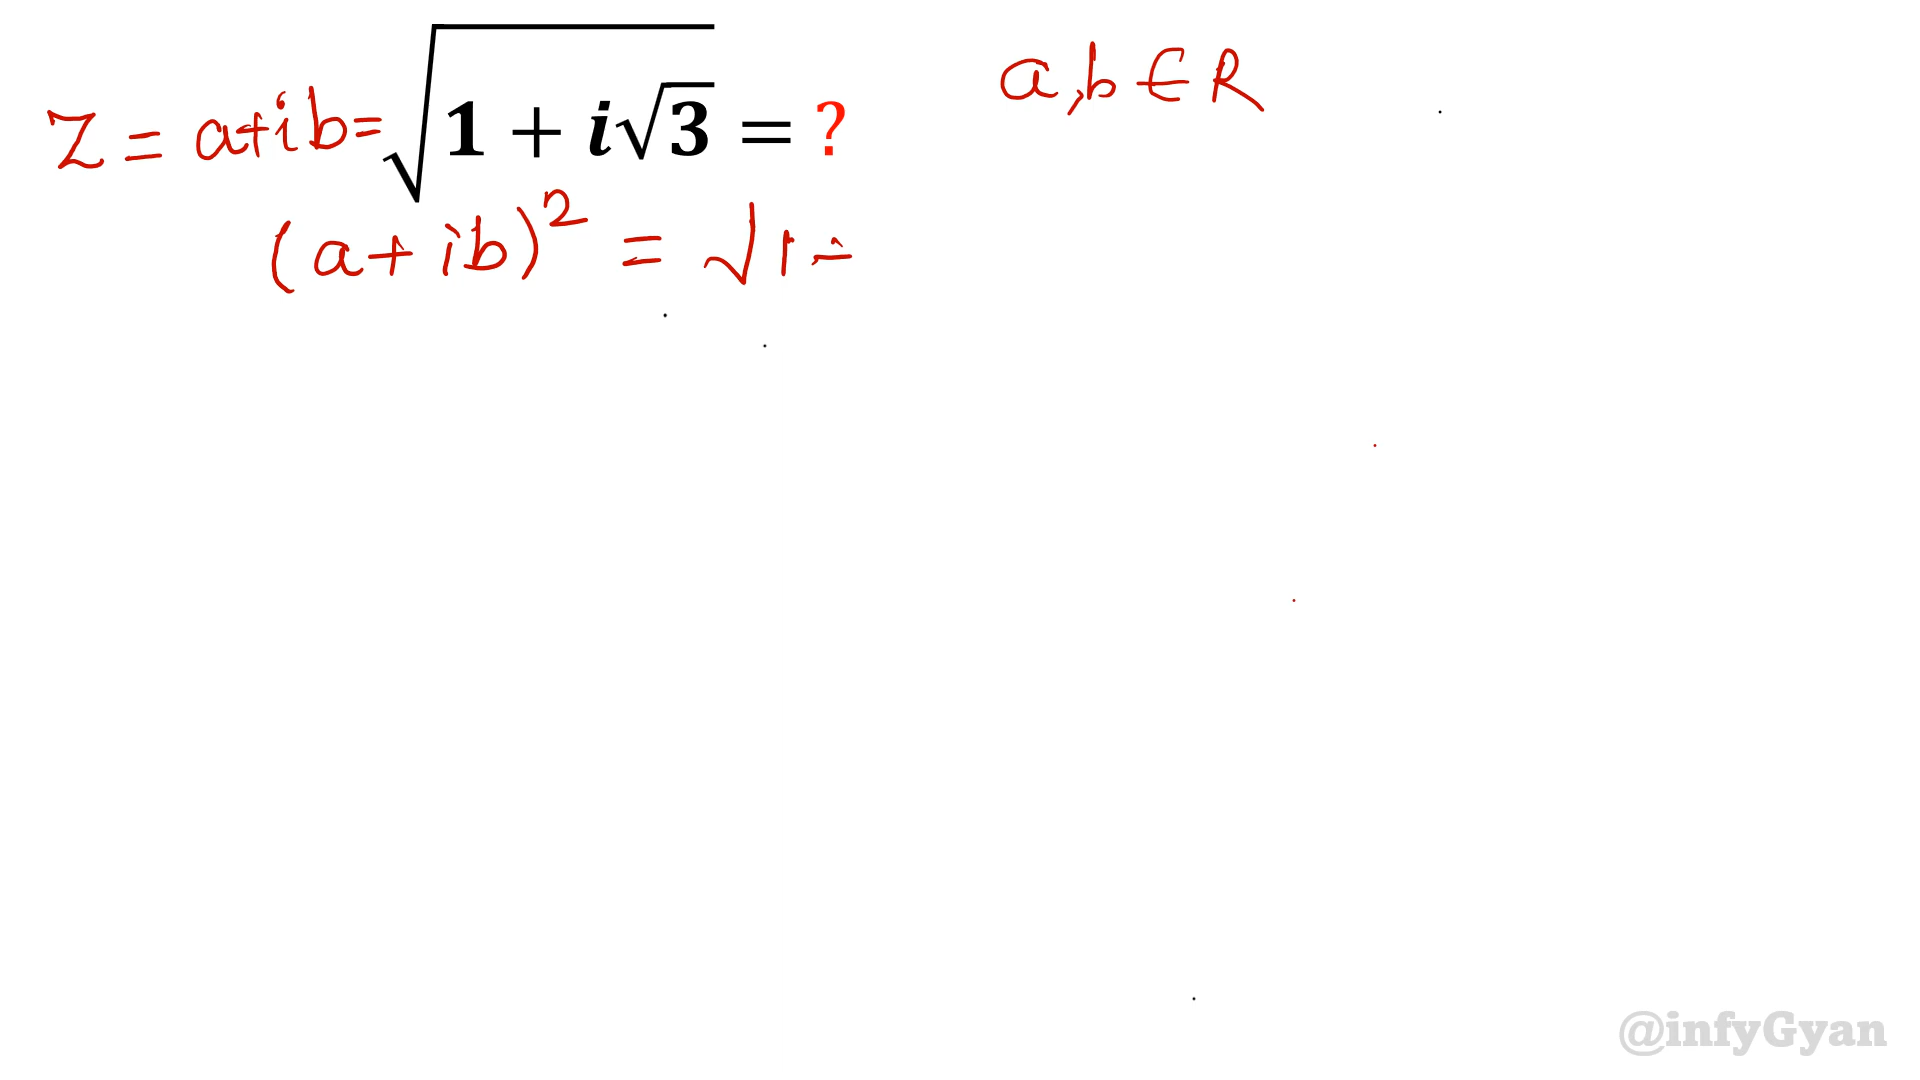 z = a+ib = √(1 + i√3) = ?
a,b ∈ R
(a + ib)² = √1
@infyGyan